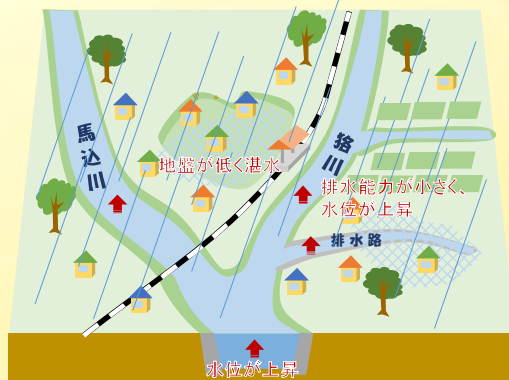 馬込川
地盤が低く湛水
狢川
排水能力が小さく、
水位が上昇
排水路
水位が上昇